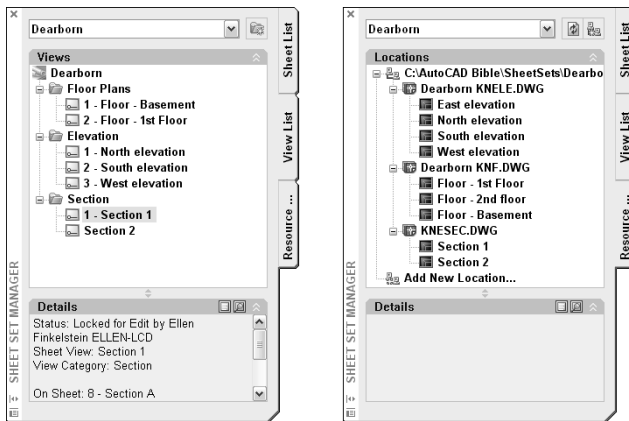 Dearborn
Views
Dearborn
Floor Plans
1 - Floor - Basement
2 - Floor - 1st Floor
Elevation
1 - North elevation
2 - South elevation
3 - West elevation
Section
1 - Section 1
Section 2
Details
Status: Locked for Edit by Ellen
Finkelstein ELLEN-LCD
Sheet View: Section 1
View Category: Section
On Sheet: 8 - Section A
SHEET SET MANAGER
Sheet List
View List
Resource ...
Dearborn
Locations
C:\AutoCAD Bible\SheetSets\Dearbo
Dearborn KNELE.DWG
East elevation
North elevation
South elevation
West elevation
Dearborn KNF.DWG
Floor - 1st Floor
Floor - 2nd floor
Floor - Basement
KNESEC.DWG
Section 1
Section 2
Add New Location...
Details
SHEET SET MANAGER
Sheet List
View List
Resource ...